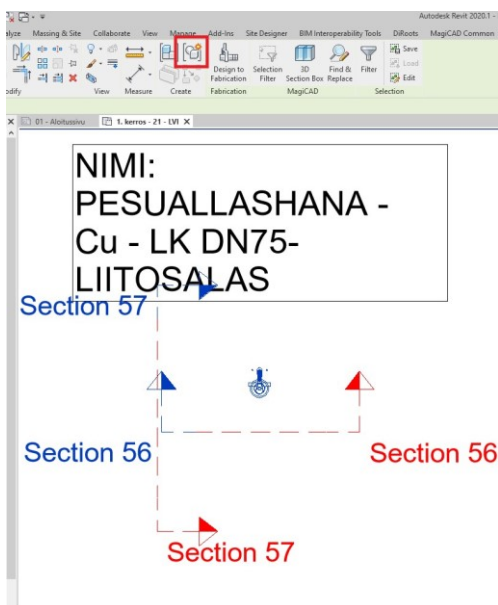 Autodesk Revit 2020.1 -
alyze Massing & Site Collaborate View Manage Add-Ins Site Designer BIM Interoperability Tools DiRoots MagiCAD Common
Save
Load
Edit
Design to Fabrication
Selection Filter
3D Section Box
Find & Replace
Filter
odify View Measure Create Fabrication MagiCAD Selection
01 - Aloitussivu 1. kerros - 21 - LVI
NIMI:
PESUALLASHANA -
Cu - LK DN75-
LIITOSALAS
Section 57
Section 56
Section 56
Section 57